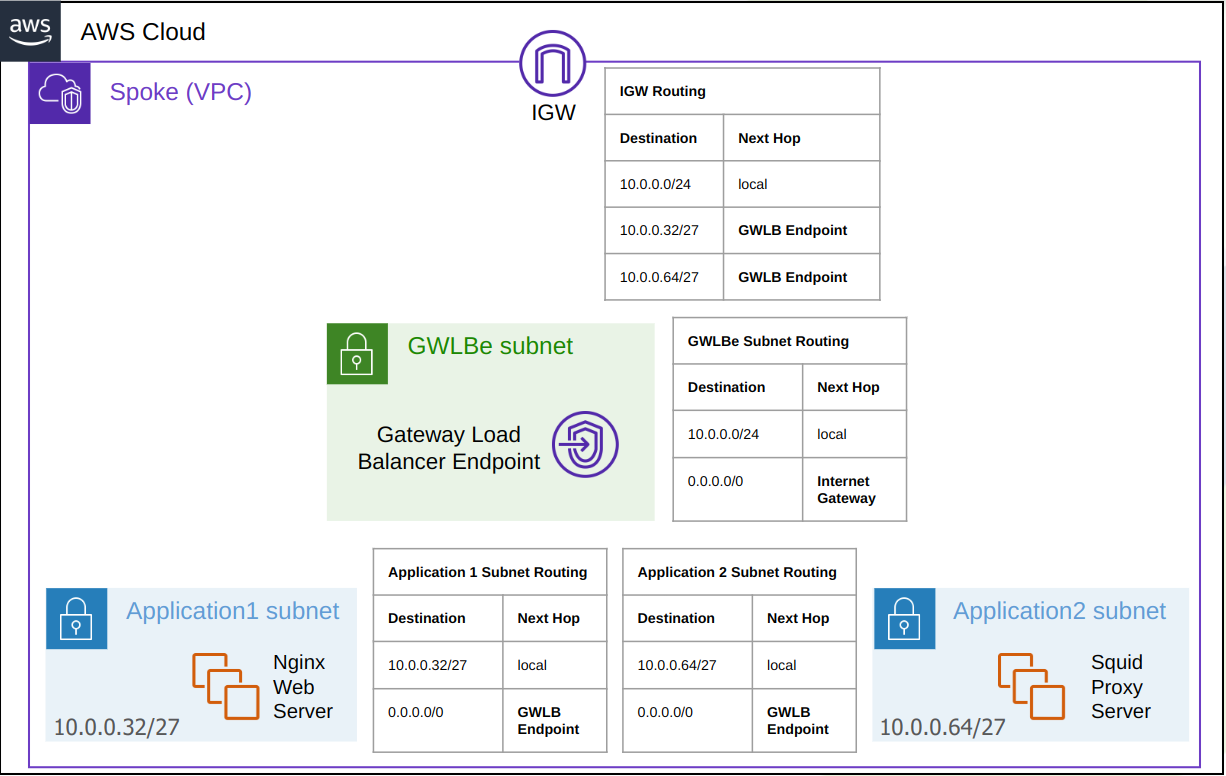 aws
AWS Cloud
Spoke (VPC)
IGW
IGW Routing
Destination Next Hop
10.0.0.0/24 local
10.0.0.32/27 GWLB Endpoint
10.0.0.64/27 GWLB Endpoint
GWLBe subnet
Gateway Load
Balancer Endpoint
GWLBe Subnet Routing
Destination Next Hop
10.0.0.0/24 local
0.0.0.0/0 Internet
Gateway
Application1 subnet
Nginx
Web
Server
10.0.0.32/27
Application 1 Subnet Routing
Destination Next Hop
10.0.0.32/27 local
0.0.0.0/0 GWLB
Endpoint
Application 2 Subnet Routing
Destination Next Hop
10.0.0.64/27 local
0.0.0.0/0 GWLB
Endpoint
Application2 subnet
Squid
Proxy
Server
10.0.0.64/27